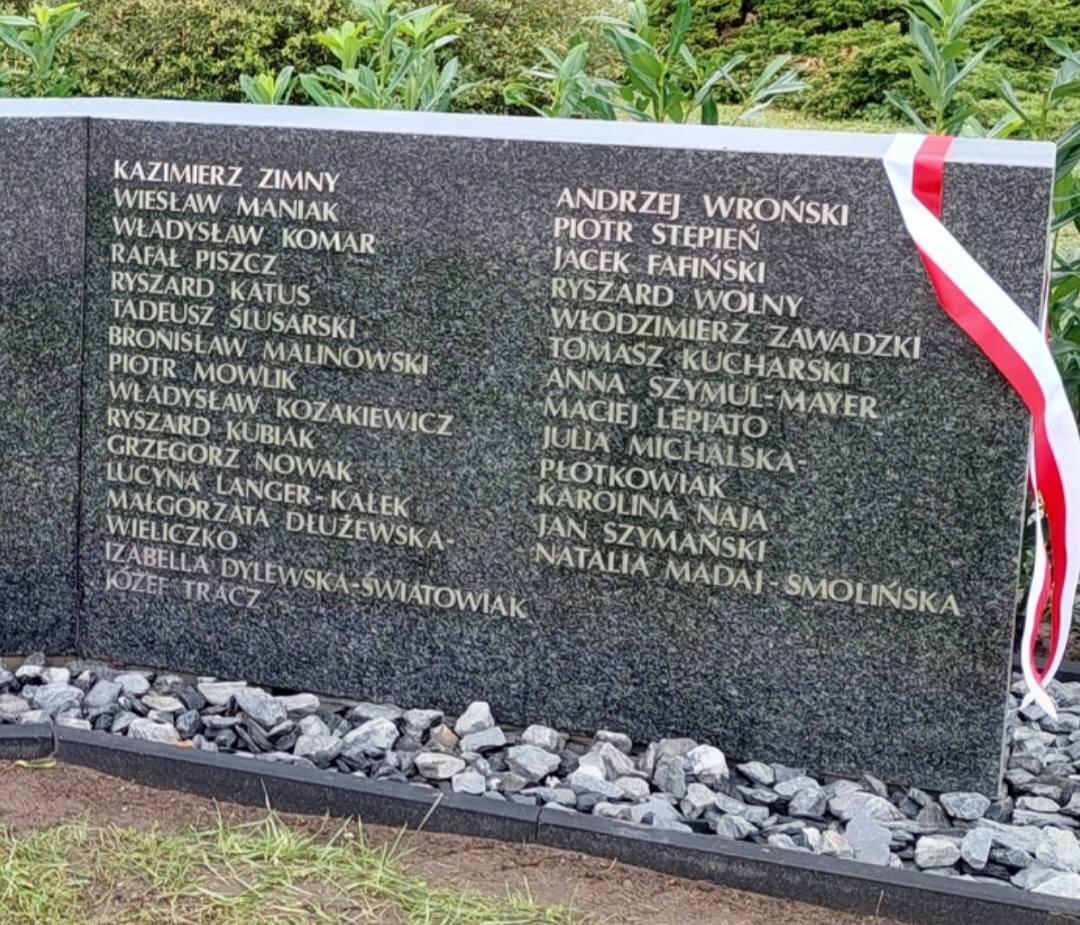 KAZIMIERZ ZIMNY
WIESŁAW MANIAK
WŁADYSŁAW KOMAR
RAFAŁ PISZCZ
RYSZARD KATUS
TADEUSZ ŚLUSARSKI
BRONISŁAW MALINOWSKI
PIOTR MOWLIK
WŁADYSŁAW KOZAKIEWICZ
RYSZARD KUBIAK
GRZEGORZ NOWAK
LUCYNA LANGER-KAŁEK
MAŁGORZATA DŁUŻEWSKA-
WIELICZKO
IZABELLA DYLEWSKA-ŚWIATOWIAK
JÓZEF TRACZ
ANDRZEJ WROŃSKI
PIOTR STĘPIEŃ
JACEK FAFIŃSKI
RYSZARD WOLNY
WŁODZIMIERZ ZAWADZKI
TOMASZ KUCHARSKI
ANNA SZYMUL-MAYER
MACIEJ LEPIATO
JULIA MICHALSKA-
PŁOTKOWIAK
KAROLINA NAJA
JAN SZYMAŃSKI
NATALIA MADAJ-SMOLIŃSKA